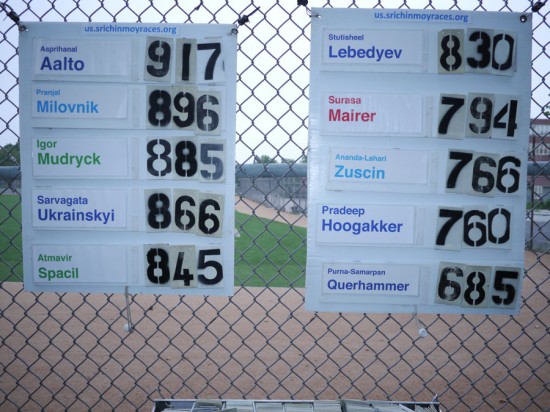 us.srichinmoyraces.org
Asprihanal
Aalto 917
Pranjal
Milovnik 896
Igor
Mudryck 885
Sarvagata
Ukrainskyi 866
Atmavir
Spacil 845
us.srichinmoyraces.org
Stutisheel
Lebedyev 830
Surasa
Mairer 794
Ananda-Lahari
Zuscin 766
Pradeep
Hoogakker 760
Purna-Samarpan
Querhammer 685